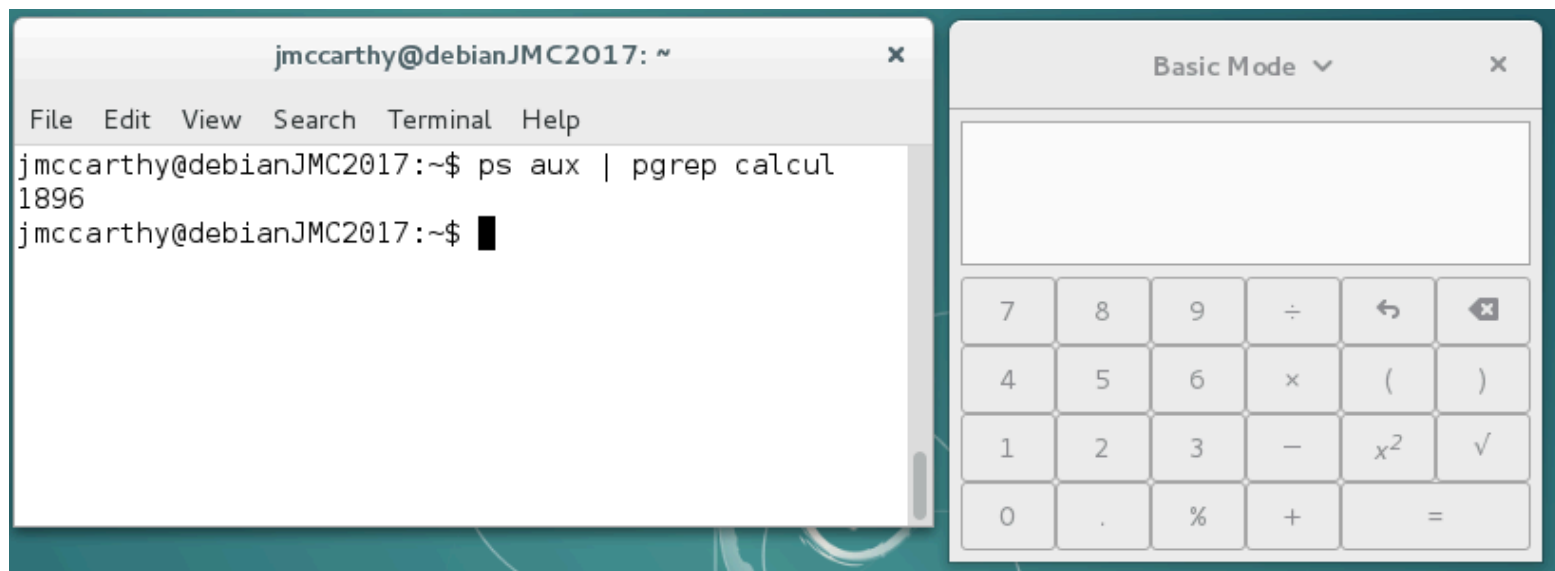 jmccarthy@debianJMC2017: ~ ×
File Edit View Search Terminal Help
jmccarthy@debianJMC2017:~$ ps aux | pgrep calcul
1896
jmccarthy@debianJMC2017:~$
Basic Mode ×
7 8 9 ÷
4 5 6 × ( )
1 2 3 − x² √
0 . % + =